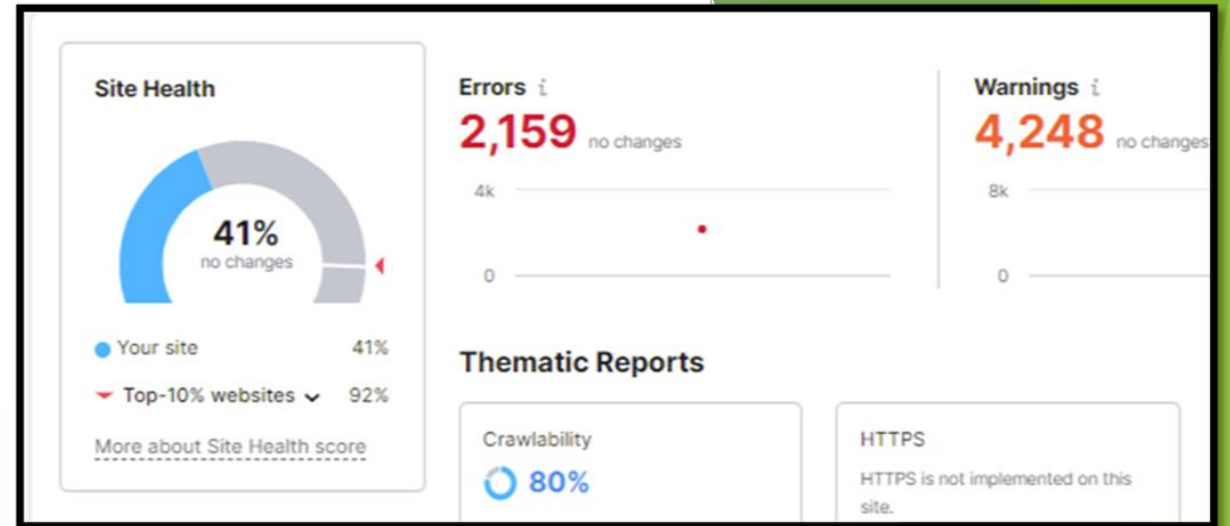 Site Health
41%
no changes
Your site 41%
Top-10% websites 92%
More about Site Health score
Errors i
2,159 no changes
4k
0
Warnings i
4,248 no changes
8k
0
Thematic Reports
Crawlability
80%
HTTPS
HTTPS is not implemented on this
site.